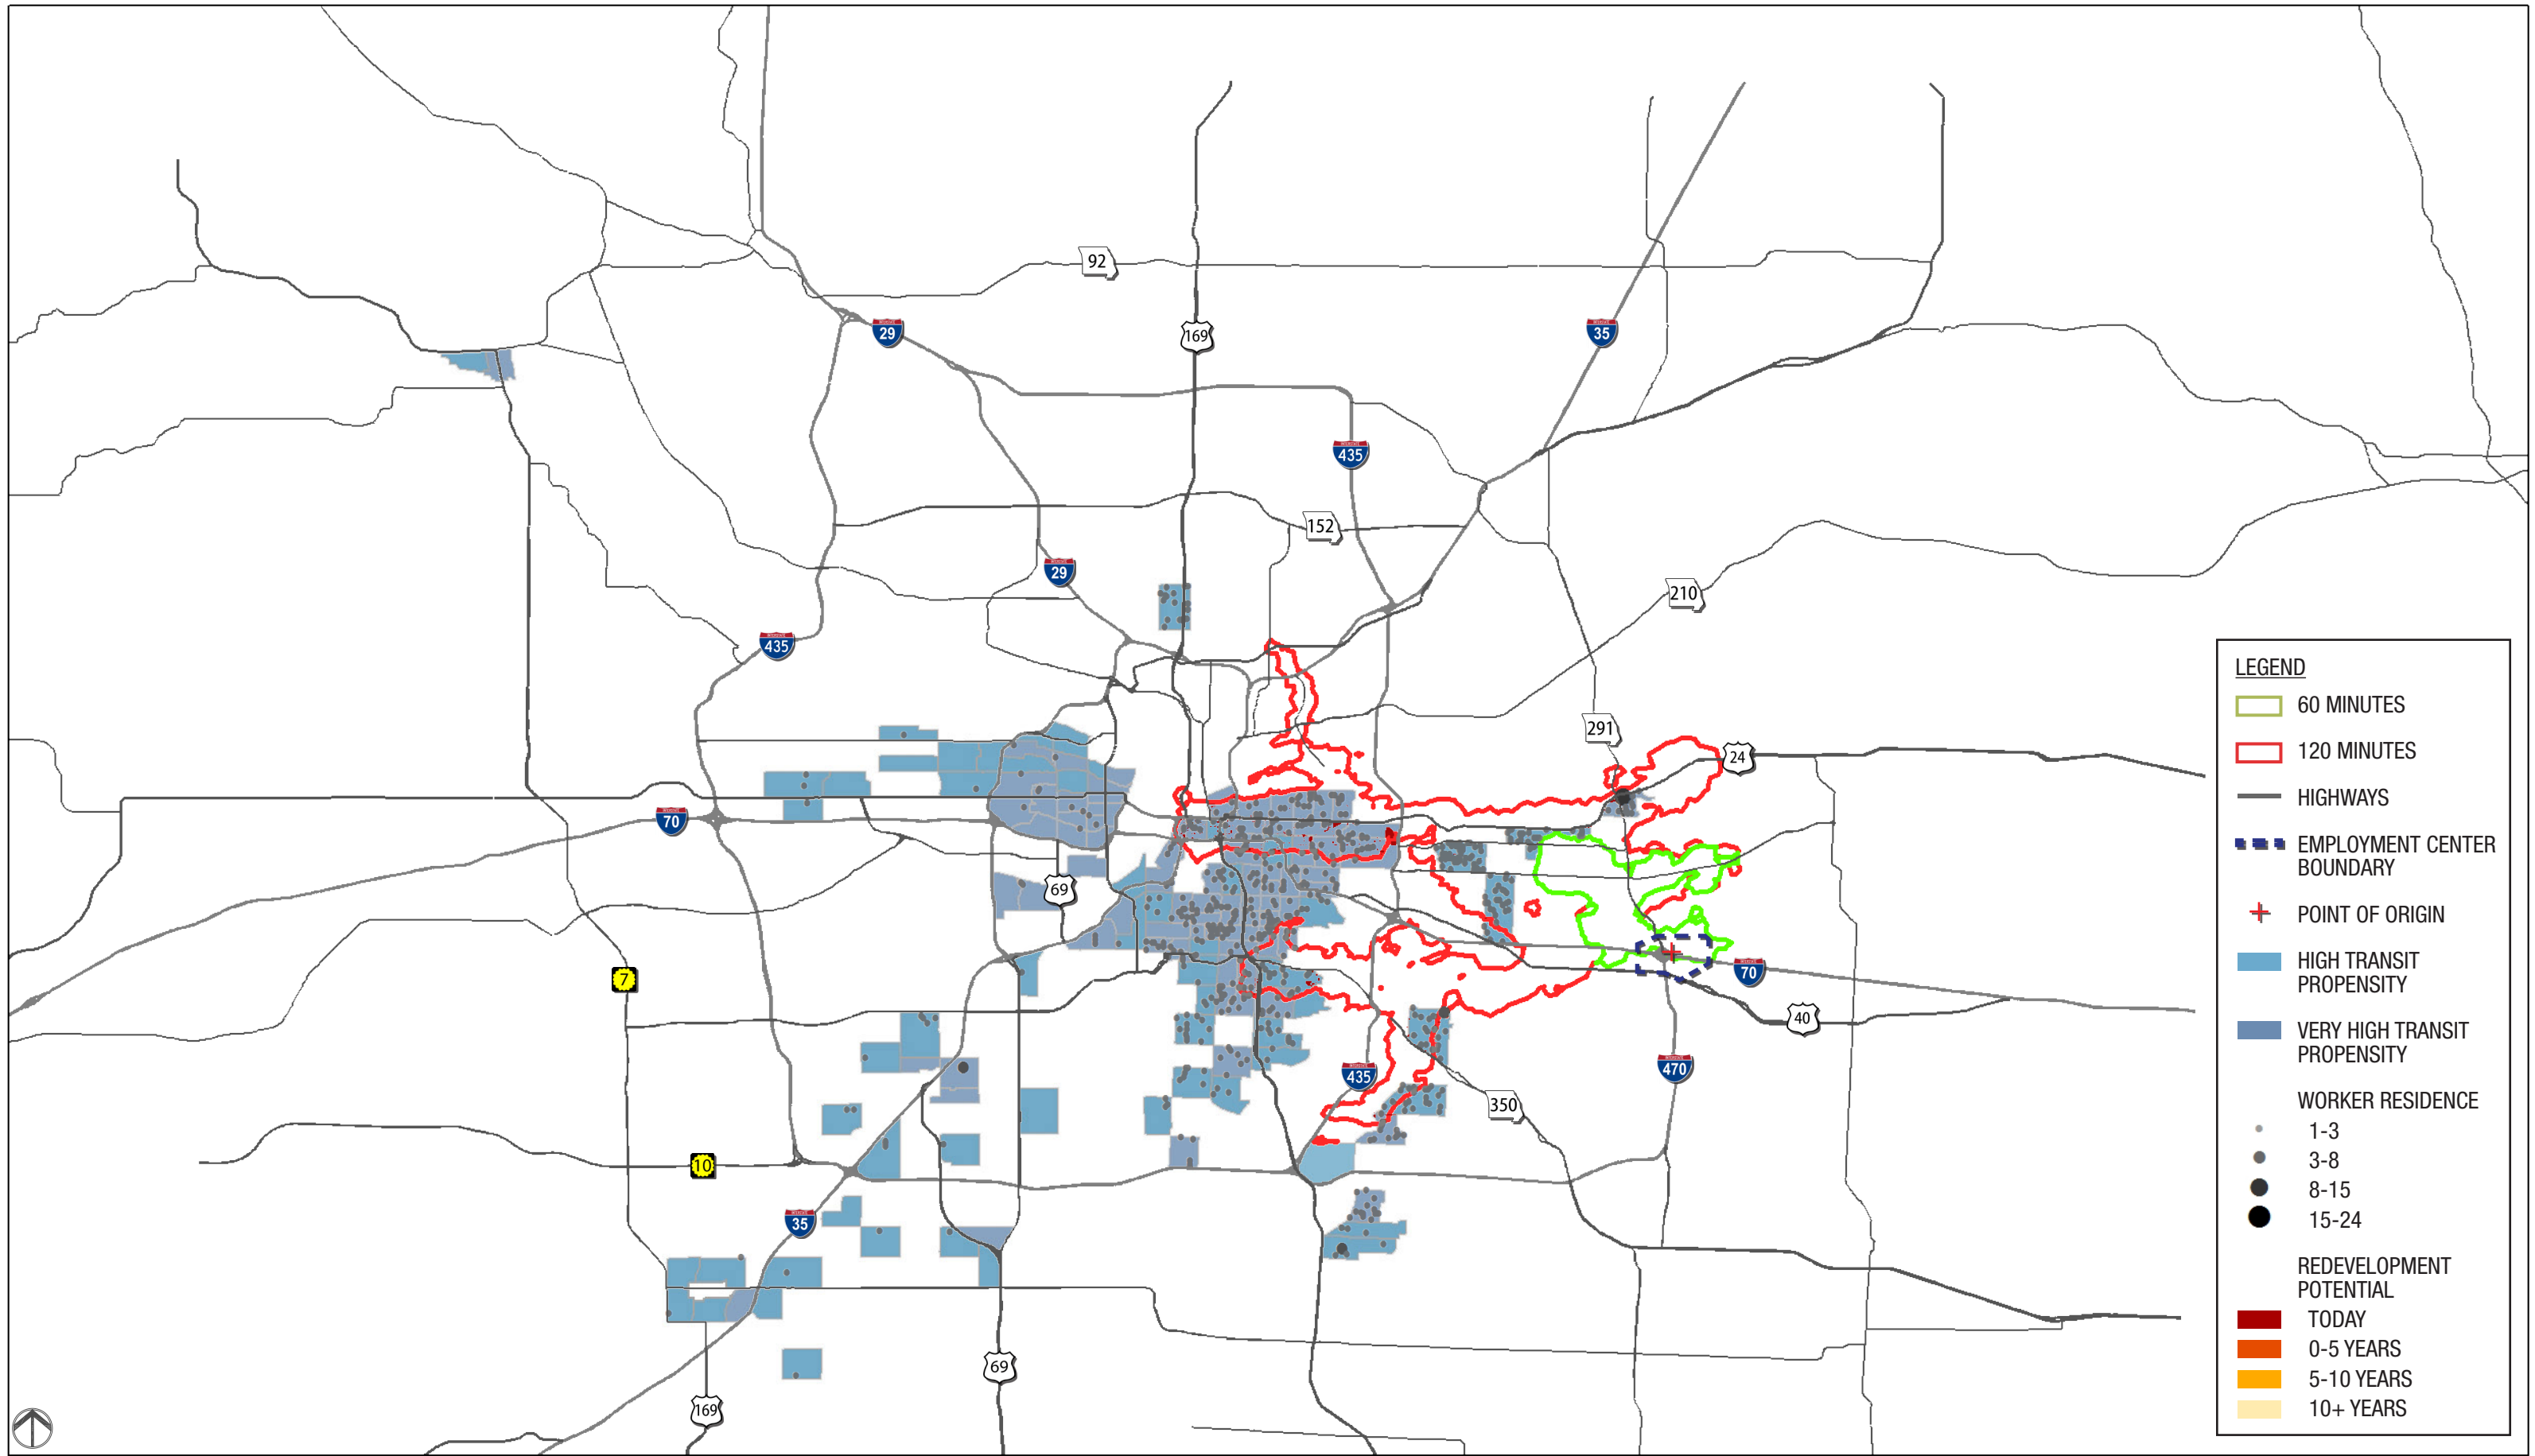 92
29
169
35
435
152
29
210
435
291
24
70
69
7
70
40
435
470
350
10
35
69
169
LEGEND
60 MINUTES
120 MINUTES
HIGHWAYS
EMPLOYMENT CENTER
BOUNDARY
POINT OF ORIGIN
HIGH TRANSIT
PROPENSITY
VERY HIGH TRANSIT
PROPENSITY
WORKER RESIDENCE
1-3
3-8
8-15
15-24
REDEVELOPMENT
POTENTIAL
TODAY
0-5 YEARS
5-10 YEARS
10+ YEARS